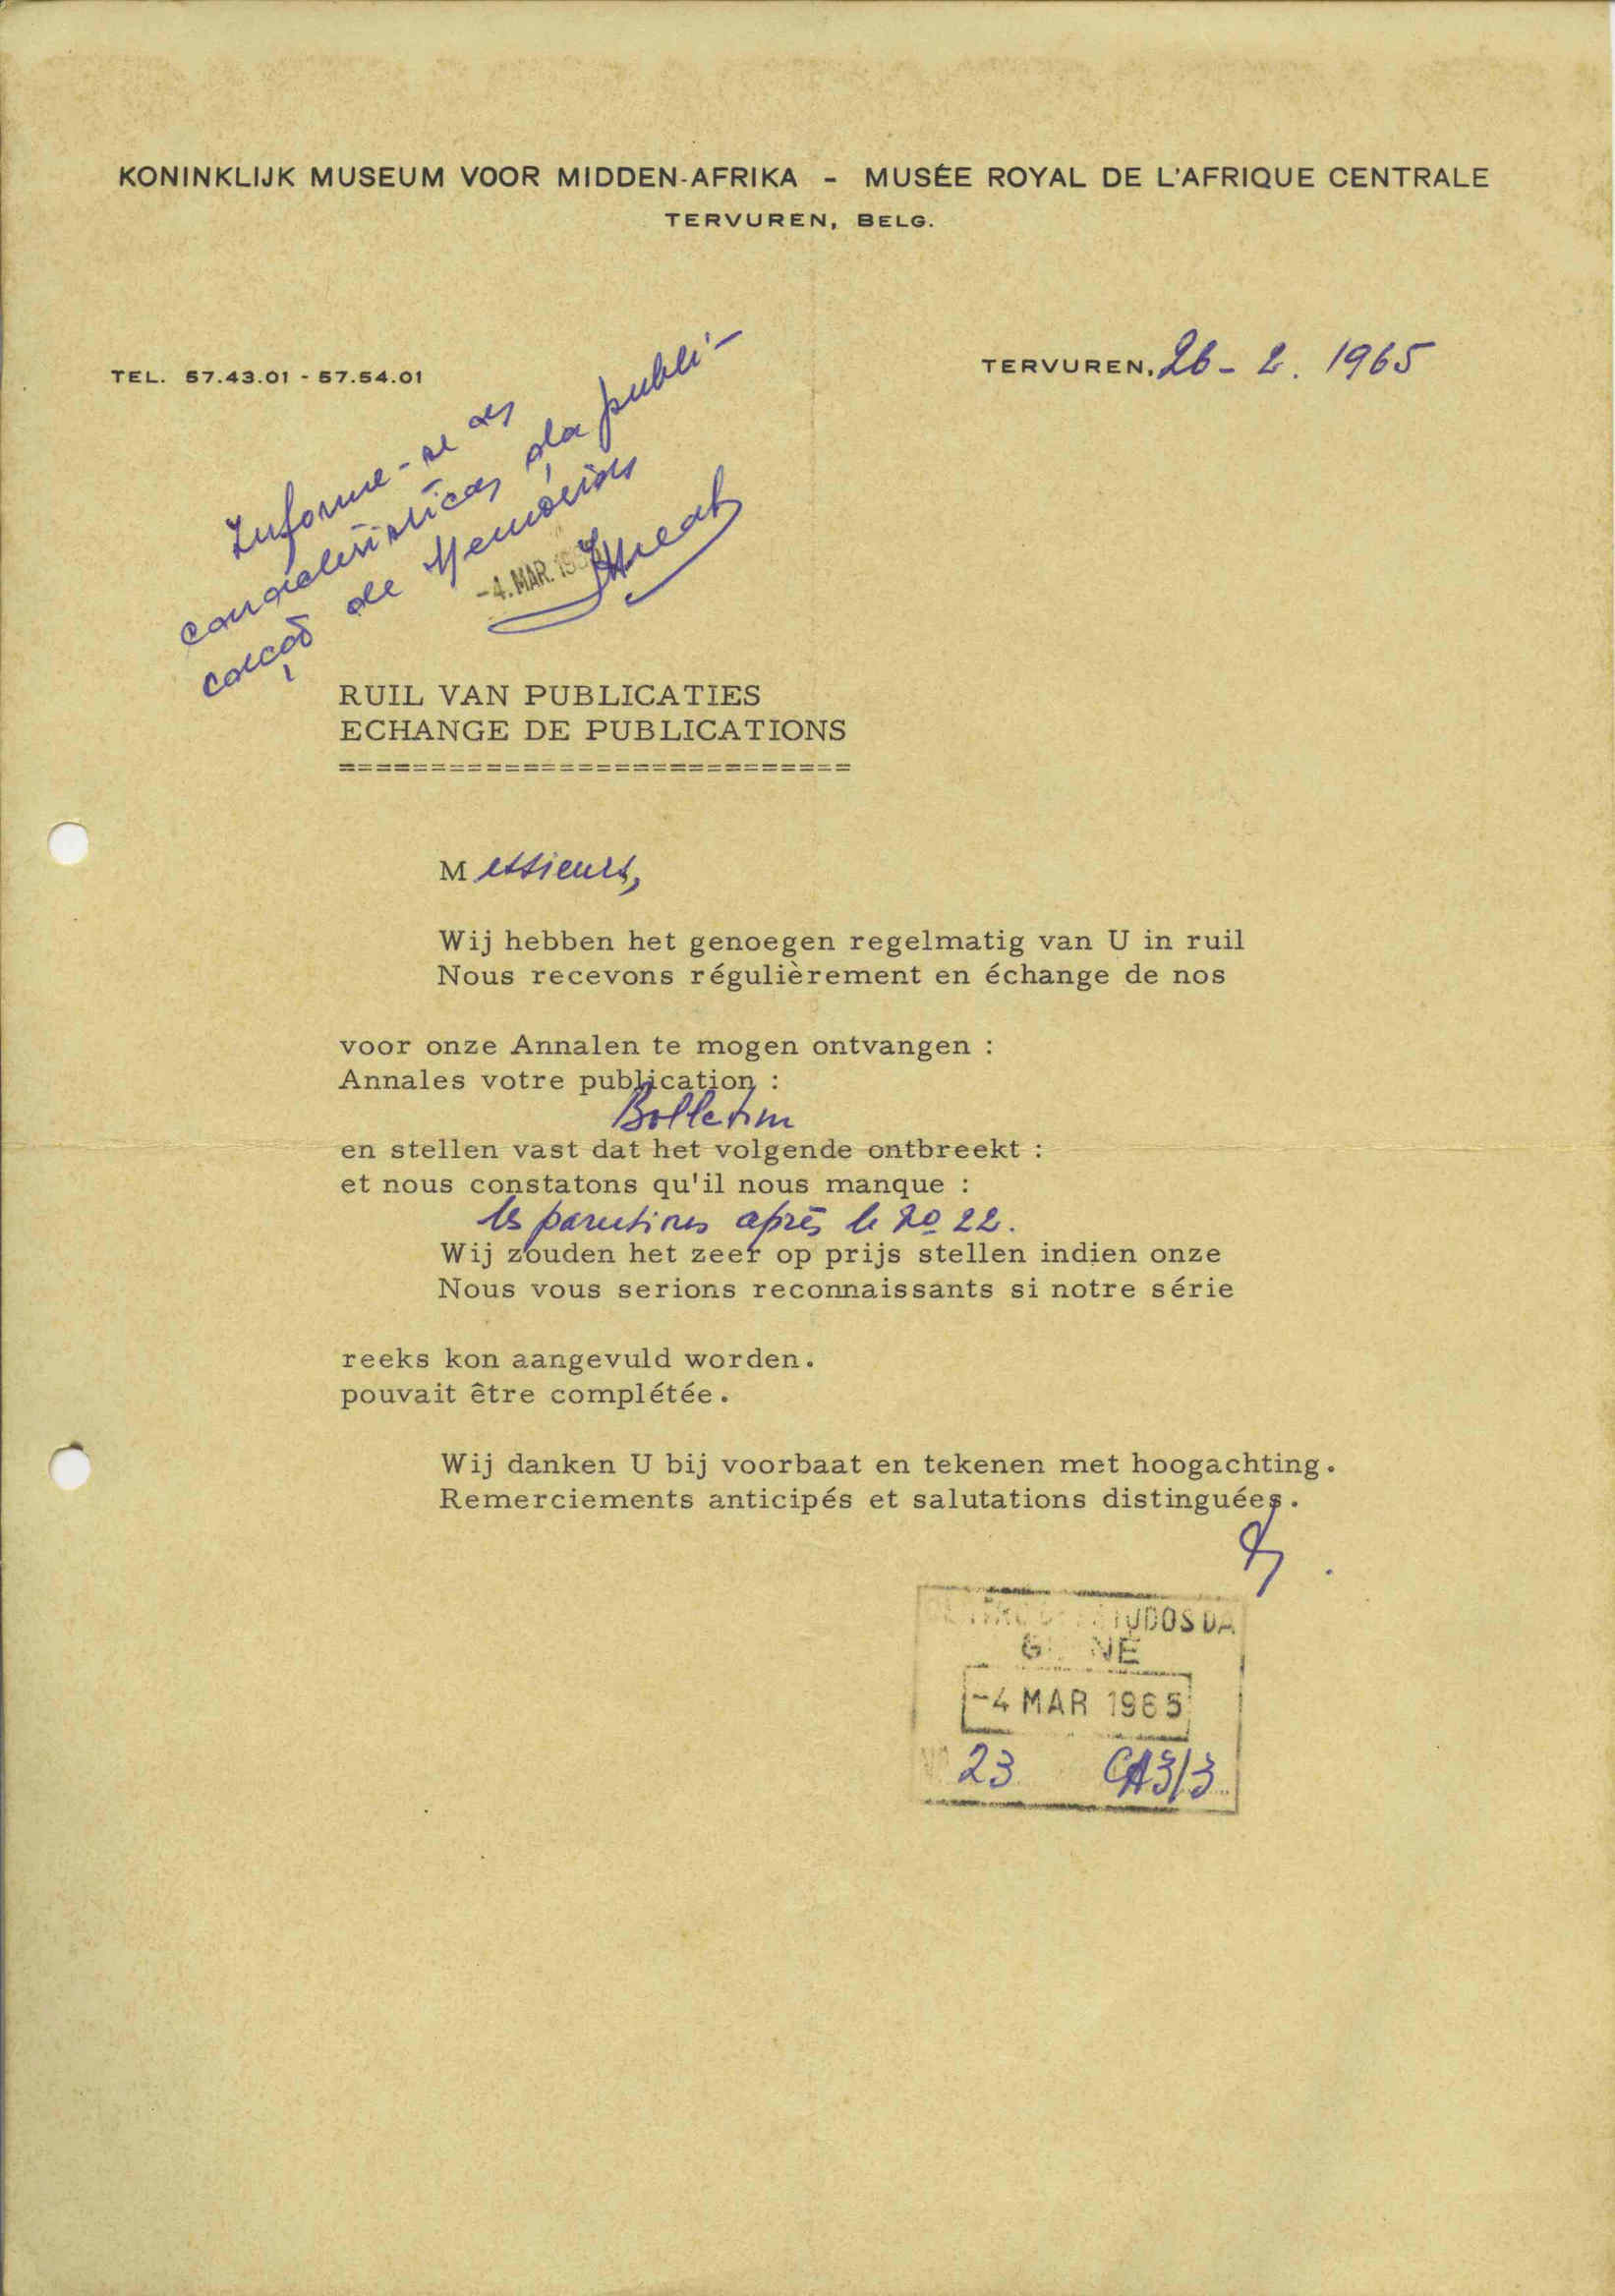 KONINKLIJK MUSEUM VOOR MIDDEN-AFRIKA - MUSÉE ROYAL DE L'AFRIQUE CENTRALE
TERVUREN, BELG.
TEL. 57.43.01 - 57.54.01
TERVUREN, 26 - 2. 1965
Informe-se as
características da publi-
cação de Memórias
-4. MAR. 19
RUIL VAN PUBLICATIES
ECHANGE DE PUBLICATIONS
============================
Messieurs,
Wij hebben het genoegen regelmatig van U in ruil
Nous recevons régulièrement en échange de nos
voor onze Annalen te mogen ontvangen :
Annales votre publication :
Bolletim
en stellen vast dat het volgende ontbreekt :
et nous constatons qu'il nous manque :
les parutions après le no 22.
Wij zouden het zeer op prijs stellen indien onze
Nous vous serions reconnaissants si notre série
reeks kon aangevuld worden.
pouvait être complétée.
Wij danken U bij voorbaat en tekenen met hoogachting.
Remerciements anticipés et salutations distinguées.
DA
-4 MAR 1965
23 CA3/3